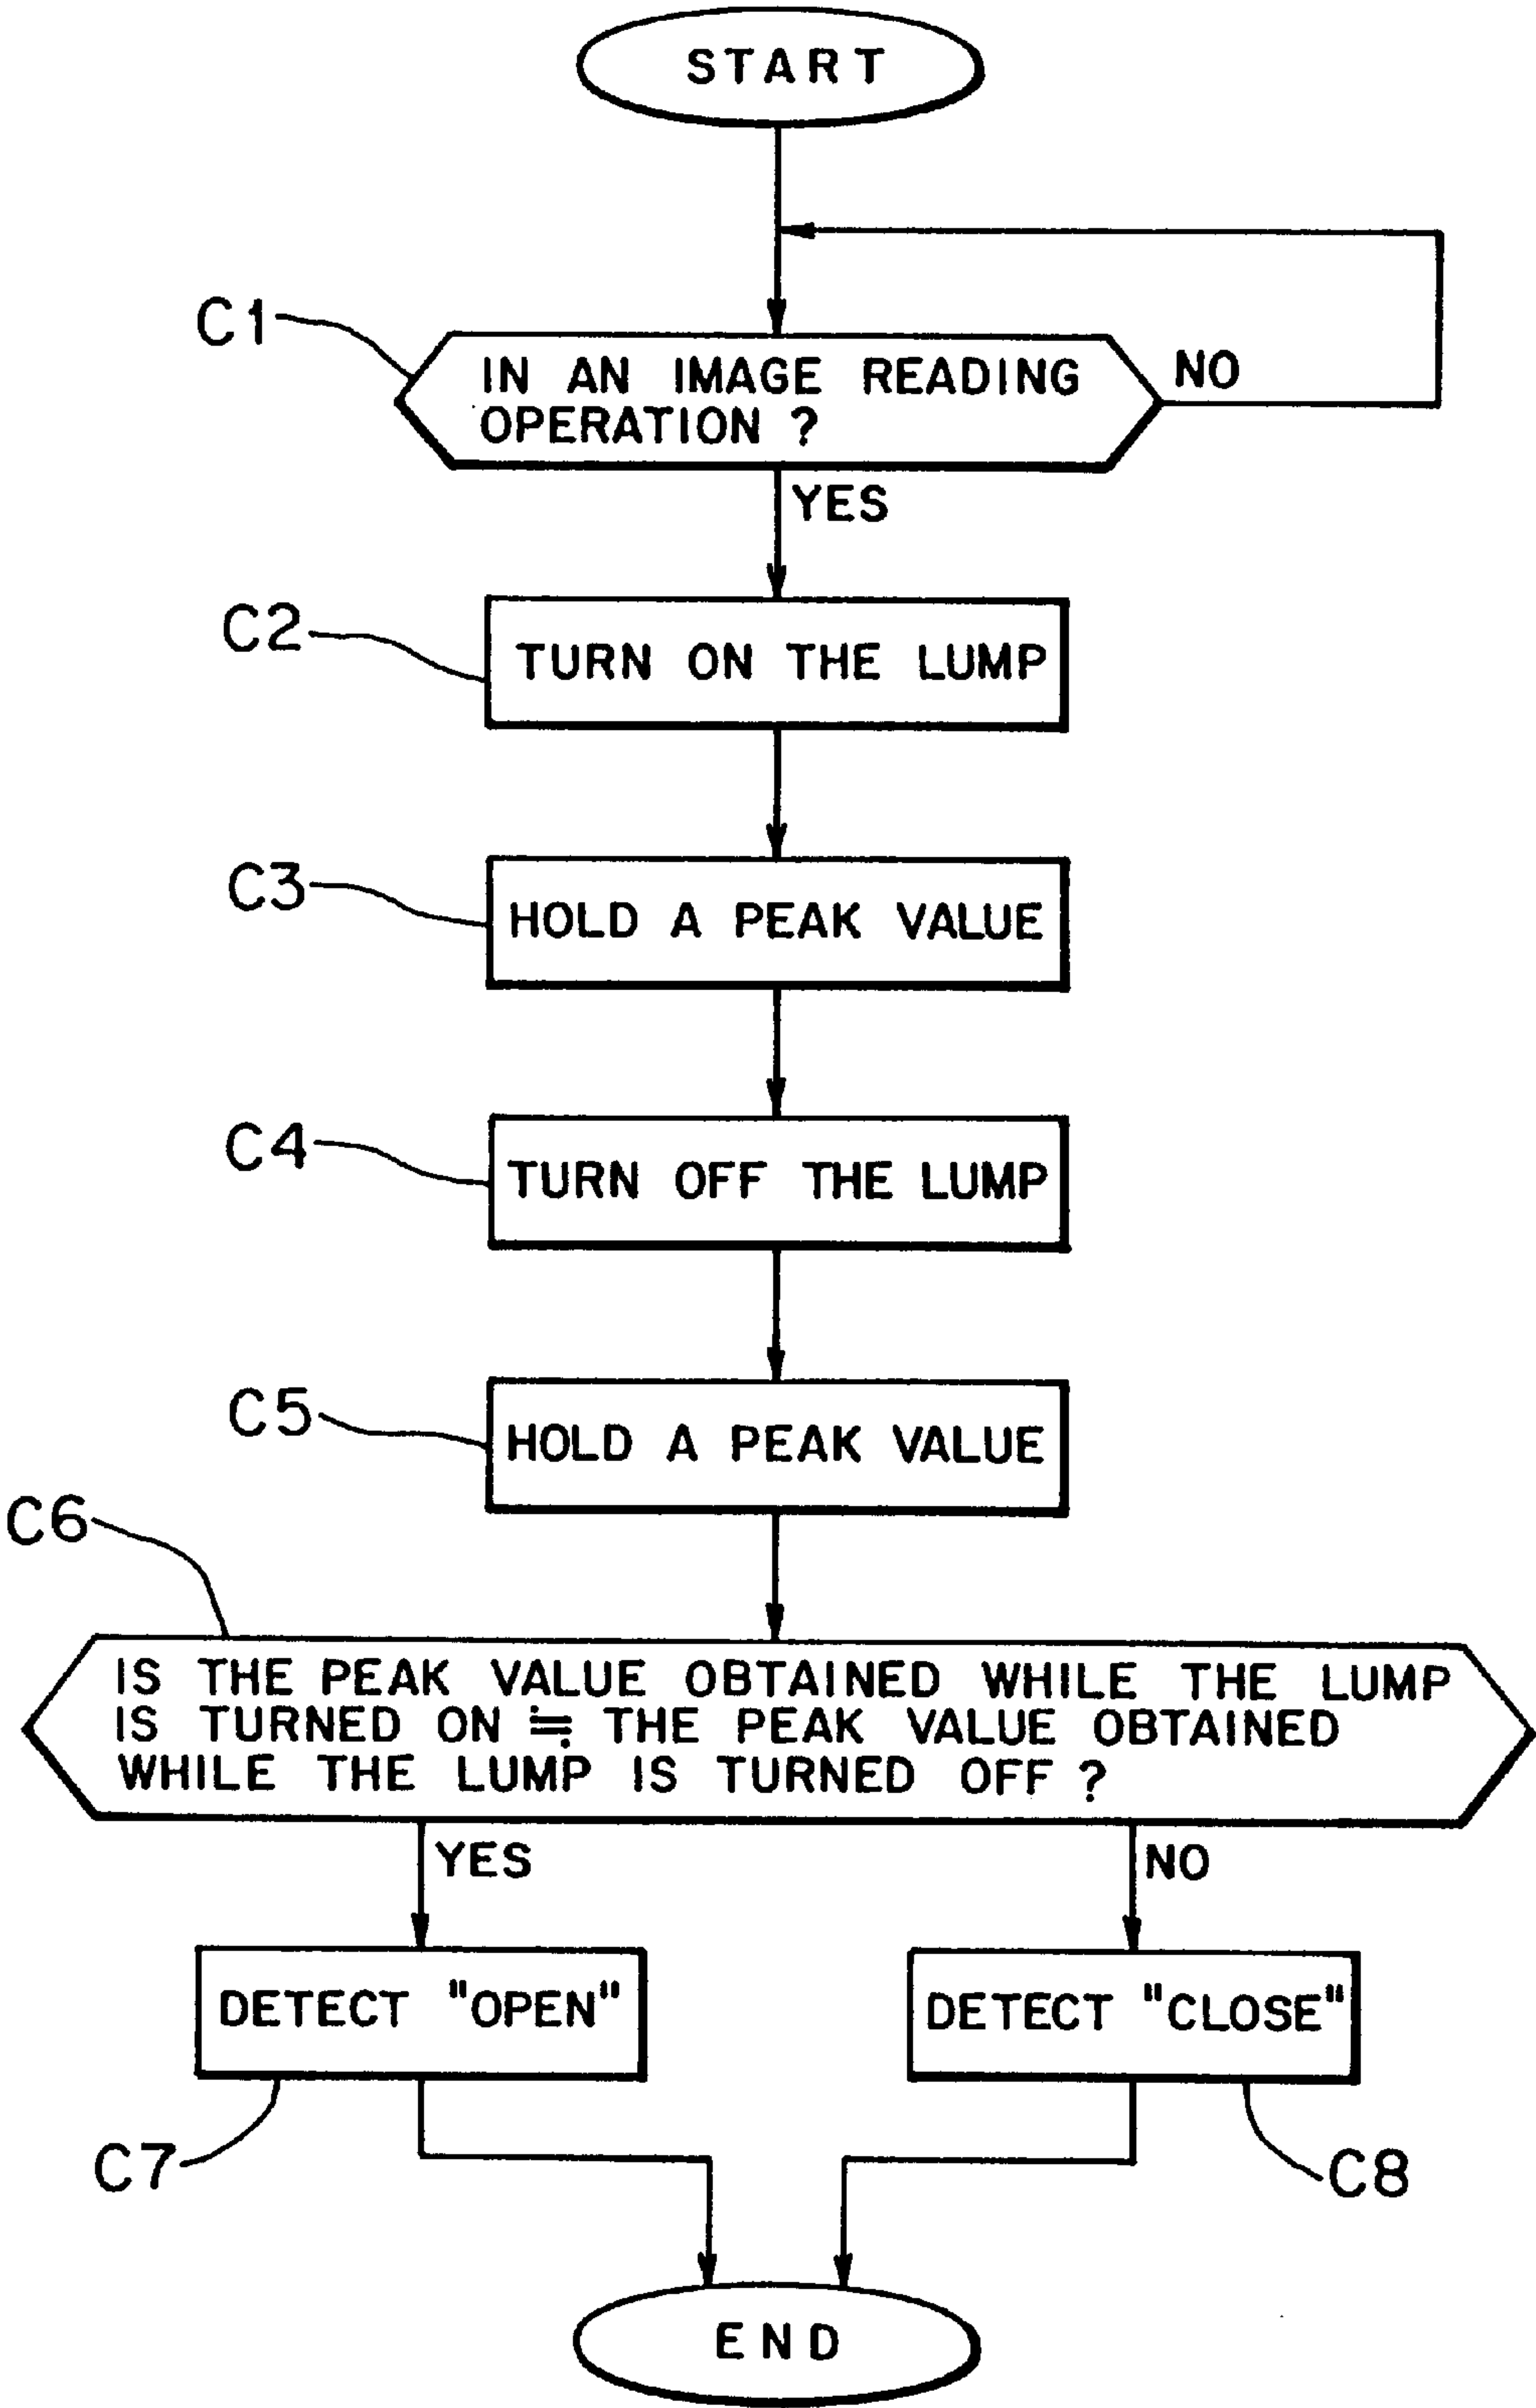 START
C1
IN AN IMAGE READING
OPERATION ?
NO
YES
C2
TURN ON THE LUMP
C3
HOLD A PEAK VALUE
C4
TURN OFF THE LUMP
C5
HOLD A PEAK VALUE
C6
IS THE PEAK VALUE OBTAINED WHILE THE LUMP
IS TURNED ON ≒ THE PEAK VALUE OBTAINED
WHILE THE LUMP IS TURNED OFF ?
YES
NO
DETECT "OPEN"
DETECT "CLOSE"
C7
C8
END